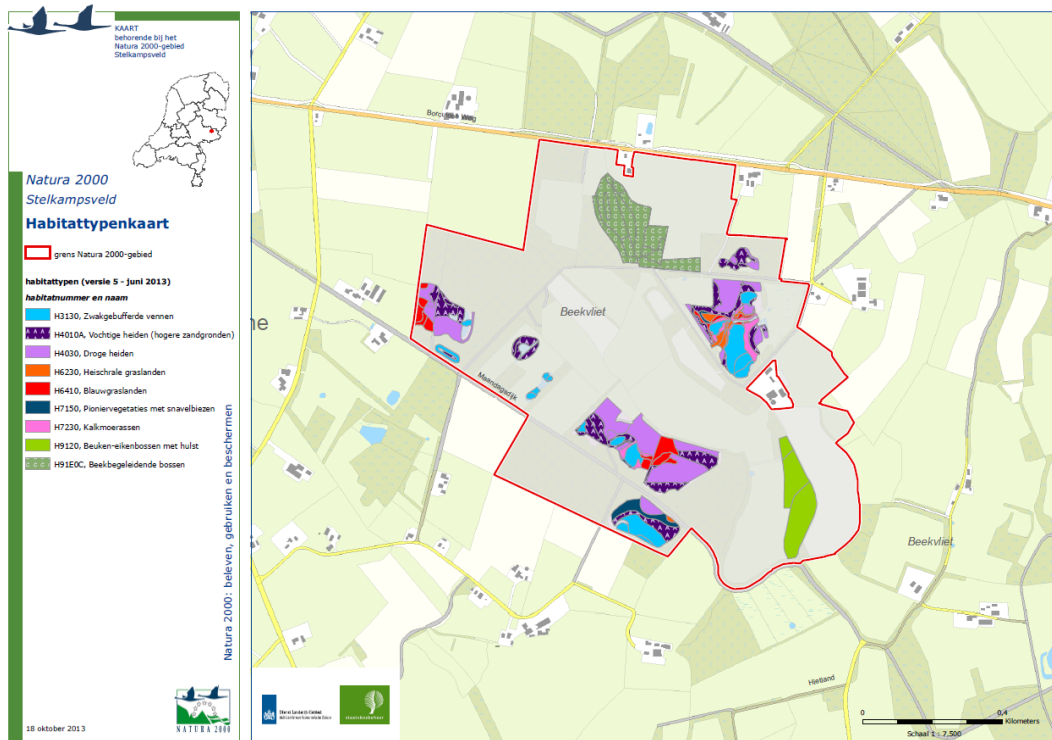 KAART
behorende bij het
Natura 2000-gebied
Stelkampsveld
Natura 2000
Stelkampsveld
Habitattypenkaart
grens Natura 2000-gebied
habitattypen (versie 5 - juni 2013)
habitatnummer en naam
H3130, Zwakgebufferde vennen
H4010A, Vochtige heiden (hogere zandgronden)
H4030, Droge heiden
H6230, Heischrale graslanden
H6410, Blauwgraslanden
H7150, Pioniervegetaties met snavelbiezen
H7230, Kalkmoerassen
H9120, Beuken-eikenbossen met hulst
H91E0C, Beekbegeleidende bossen
Natura 2000: beleven, gebruiken en beschermen
NATURA 2000
18 oktober 2013
Weg
ne
Beekvliet
Maandagsdijk
Beekvliet
Hietland
staatsbosbeheer
0
0,4
Kilometers
Schaal 1 : 7.500